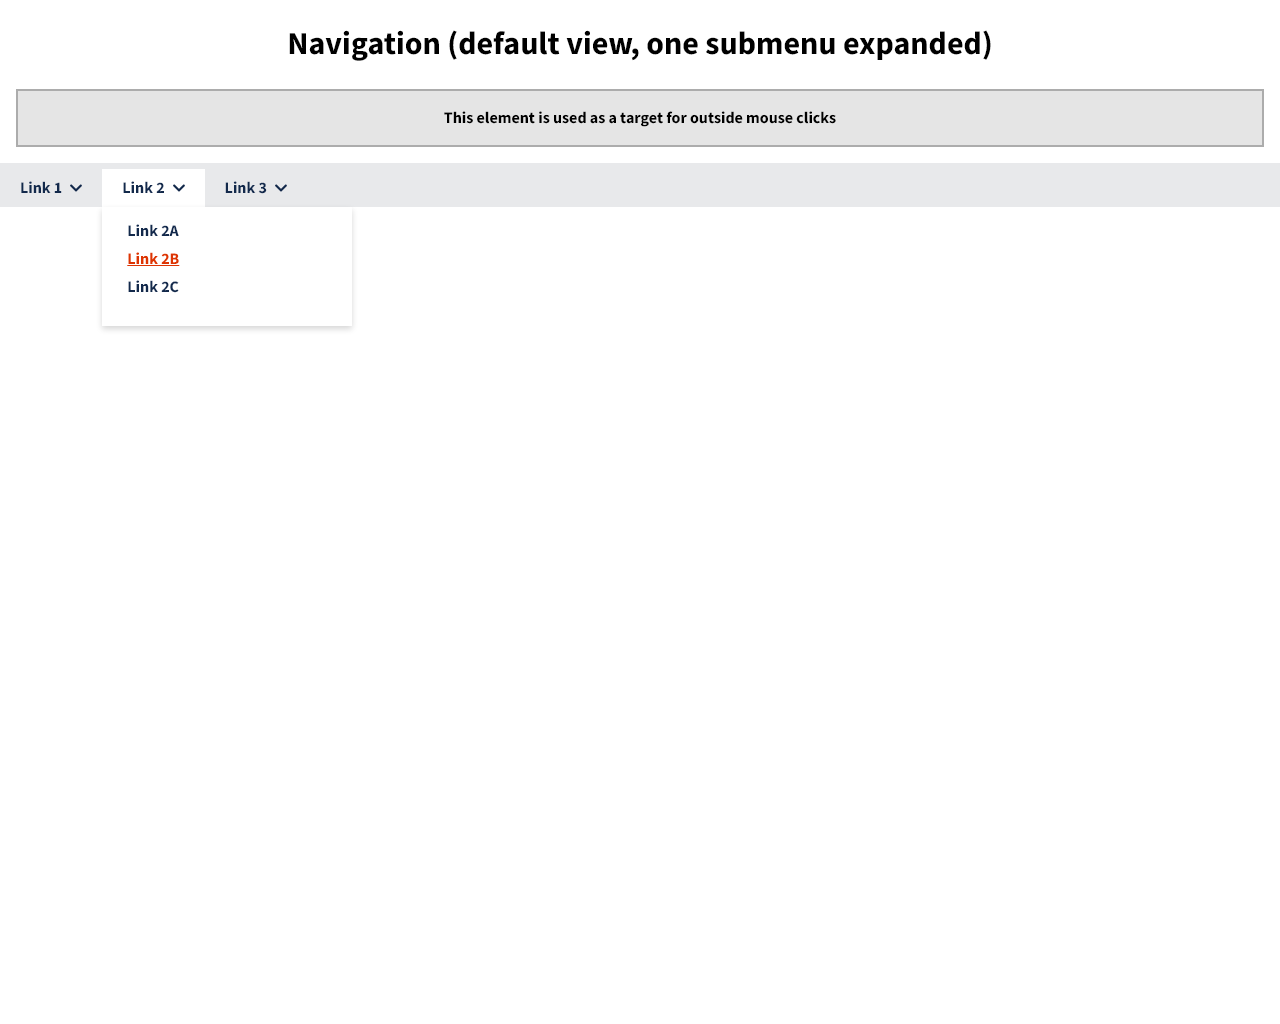 Navigation (default view, one submenu expanded)
This element is used as a target for outside mouse clicks
Link 1 Link 2 Link 3
Link 2A
Link 2B
Link 2C